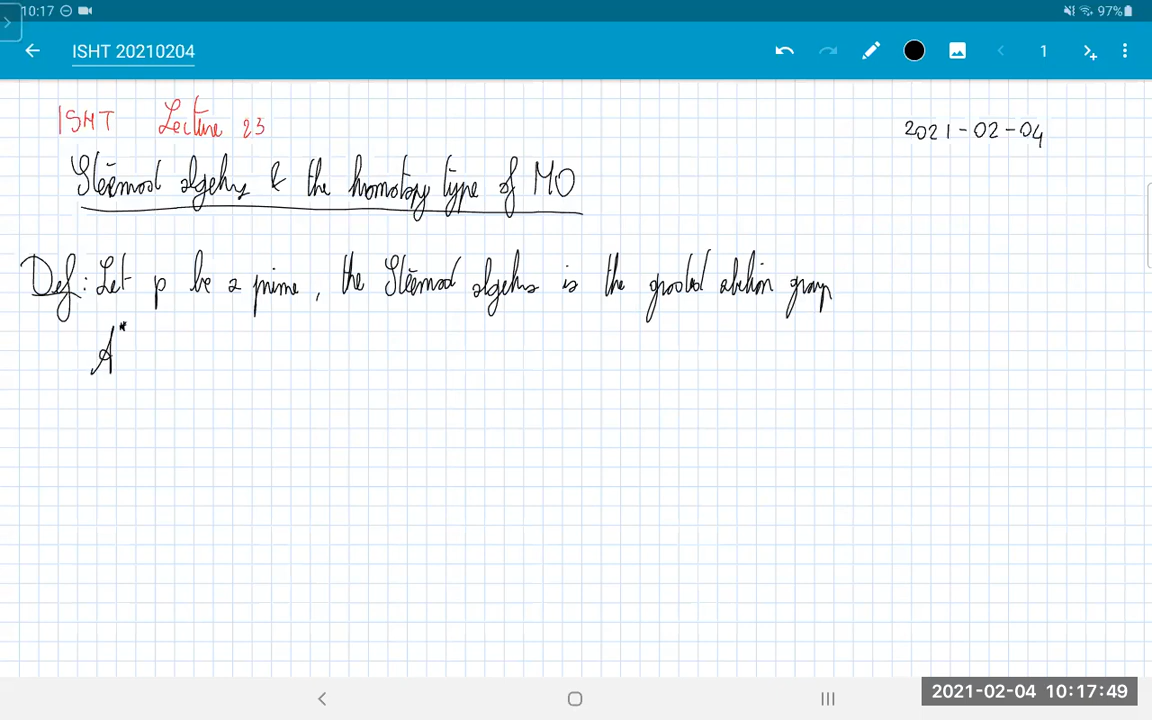 10:17
97%
ISHT 20210204
1
ISHT Lecture 23
2021-02-04
Steenrod algebra & the homotopy type of MO
Def: Let p be a prime, the Steenrod algebra is the graded abelian group
A*
2021-02-04 10:17:49